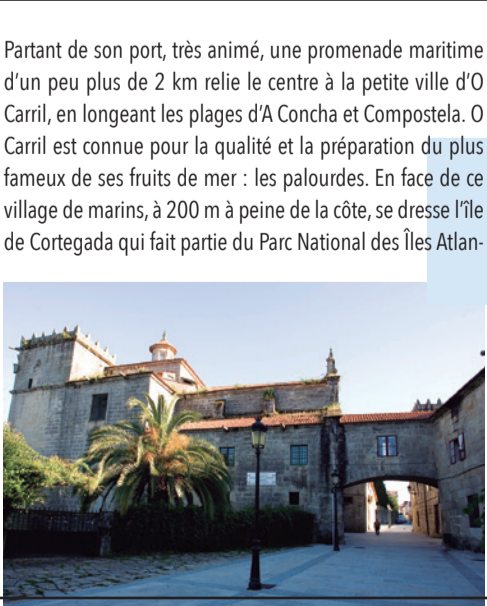 Partant de son port, très animé, une promenade maritime
d’un peu plus de 2 km relie le centre à la petite ville d’O
Carril, en longeant les plages d’A Concha et Compostela. O
Carril est connue pour la qualité et la préparation du plus
fameux de ses fruits de mer : les palourdes. En face de ce
village de marins, à 200 m à peine de la côte, se dresse l’île
de Cortegada qui fait partie du Parc National des Îles Atlan-